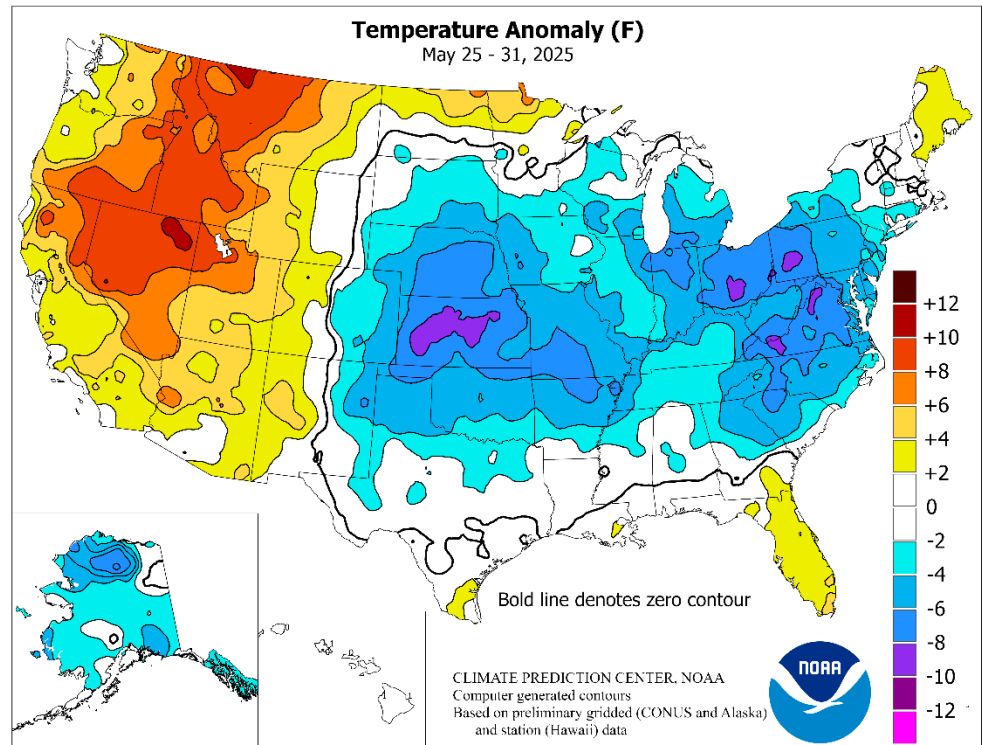 Temperature Anomaly (F)
May 25 - 31, 2025
+12
+10
+8
+6
+4
+2
0
-2
-4
-6
-8
-10
-12
Bold line denotes zero contour
CLIMATE PREDICTION CENTER, NOAA
Computer generated contours
Based on preliminary gridded (CONUS and Alaska)
and station (Hawaii) data
NOAA